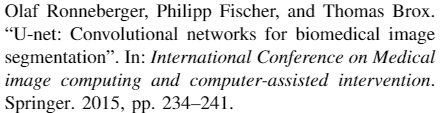 Olaf Ronneberger, Philipp Fischer, and Thomas Brox.
“U-net: Convolutional networks for biomedical image
segmentation”. In: International Conference on Medical
image computing and computer-assisted intervention.
Springer. 2015, pp. 234–241.